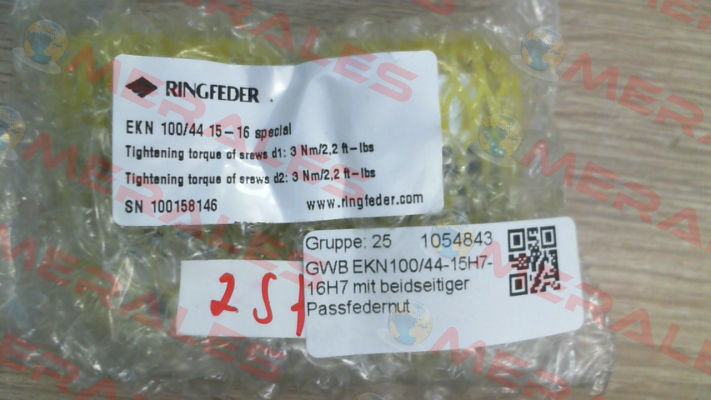 RINGFEDER
EKN 100/44 15-16 special
Tightening torque of srews d1: 3 Nm/2,2 ft-lbs
Tightening torque of srews d2: 3 Nm/2,2 ft-lbs
SN 100158146 www.ringfeder.com
Gruppe: 25 1054843
GWB EKN100/44-15H7-
16H7 mit beidseitiger
Passfedernut
MERALES